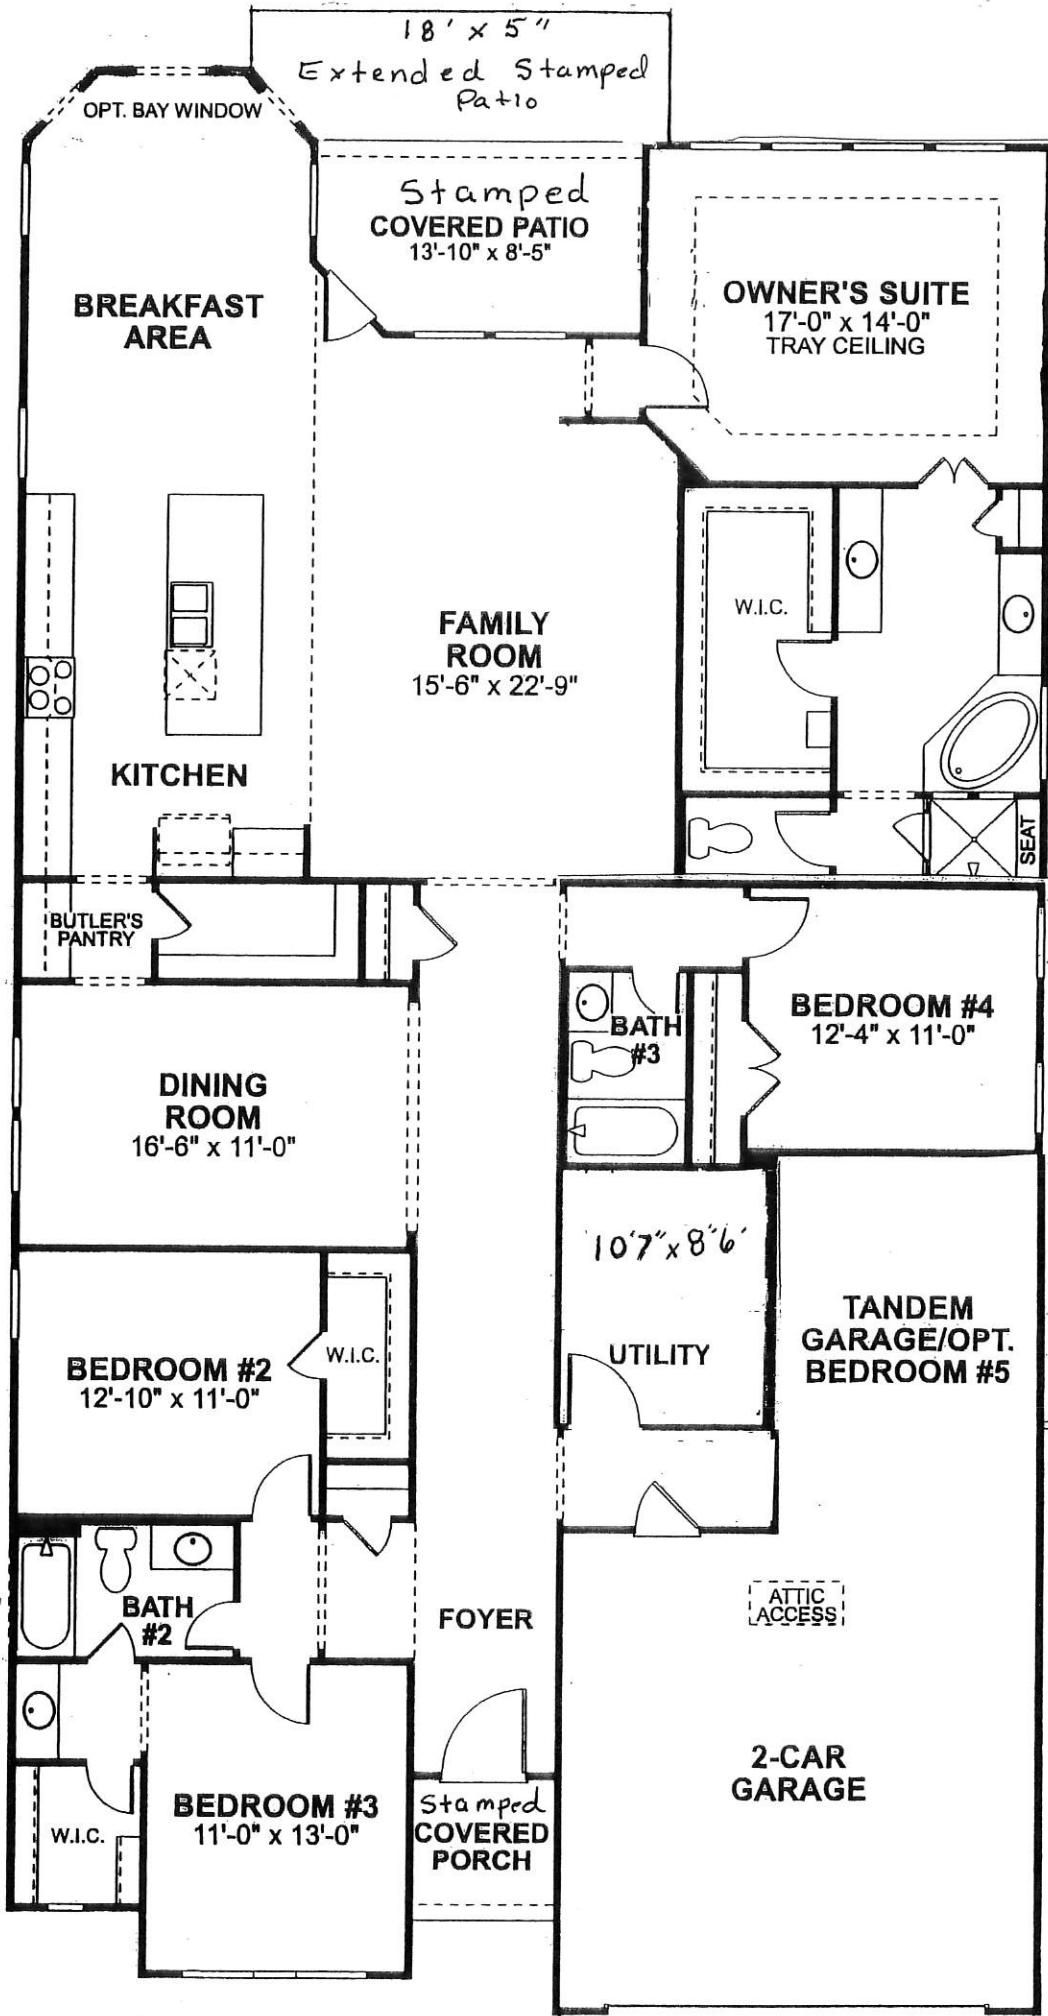 18' x 5"
Extended Stamped
Patio
OPT. BAY WINDOW
Stamped
COVERED PATIO
13'-10" x 8'-5"
BREAKFAST
AREA
OWNER'S SUITE
17'-0" x 14'-0"
TRAY CEILING
W.I.C.
FAMILY
ROOM
15'-6" x 22'-9"
KITCHEN
SEAT
BUTLER'S
PANTRY
BEDROOM #4
12'-4" x 11'-0"
BATH
#3
DINING
ROOM
16'-6" x 11'-0"
10'7" x 8"6'
UTILITY
TANDEM
GARAGE/OPT.
BEDROOM #5
BEDROOM #2
12'-10" x 11'-0"
W.I.C.
ATTIC
ACCESS
BATH
#2
FOYER
2-CAR
GARAGE
BEDROOM #3
11'-0" x 13'-0"
W.I.C.
Stamped
COVERED
PORCH